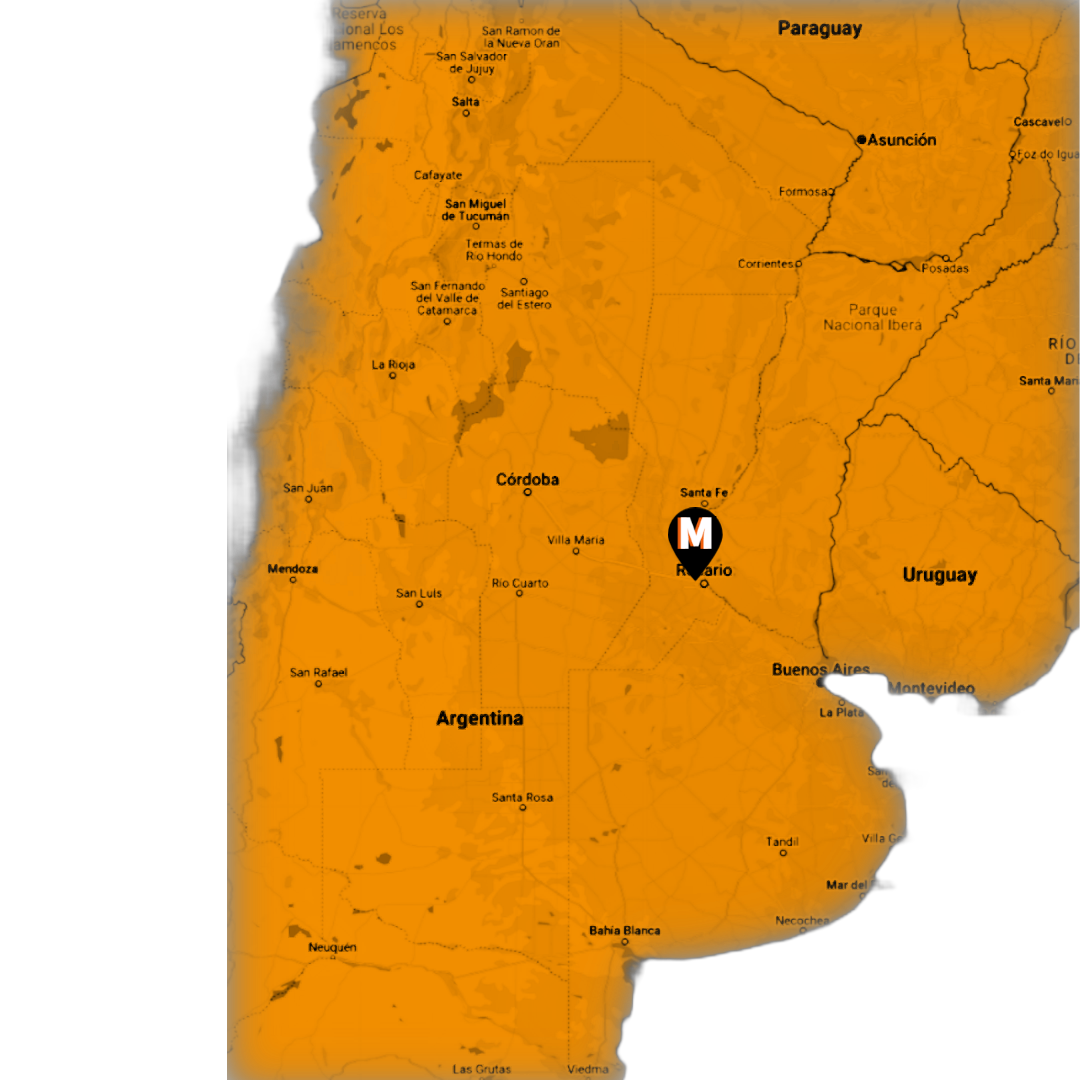 Reserva
ional Los
amencos
San Ramon de
la Nueva Oran
Paraguay
San Salvador
de Jujuy
Salta
Cascavel
Asunción
Foz do Igua
Cafayate
Formosa
San Miguel
de Tucumán
Termas de
Rio Hondo
Corrientes
Posadas
San Fernando
del Valle de
Catamarca
Santiago
del Estero
Parque
Nacional Iberá
RÍO
La Rioja
Santa Mari
Córdoba
San Juan
Santa Fe
M
Villa Maria
Mendoza
Rio Cuarto
Uruguay
San Luis
Buenos Aires
San Rafael
Montevideo
La Plata
Argentina
San
de
Santa Rosa
Tandil
Villa Ge
Mar del
Necochea
Bahía Blanca
Neuquén
Las Grutas
Viedma